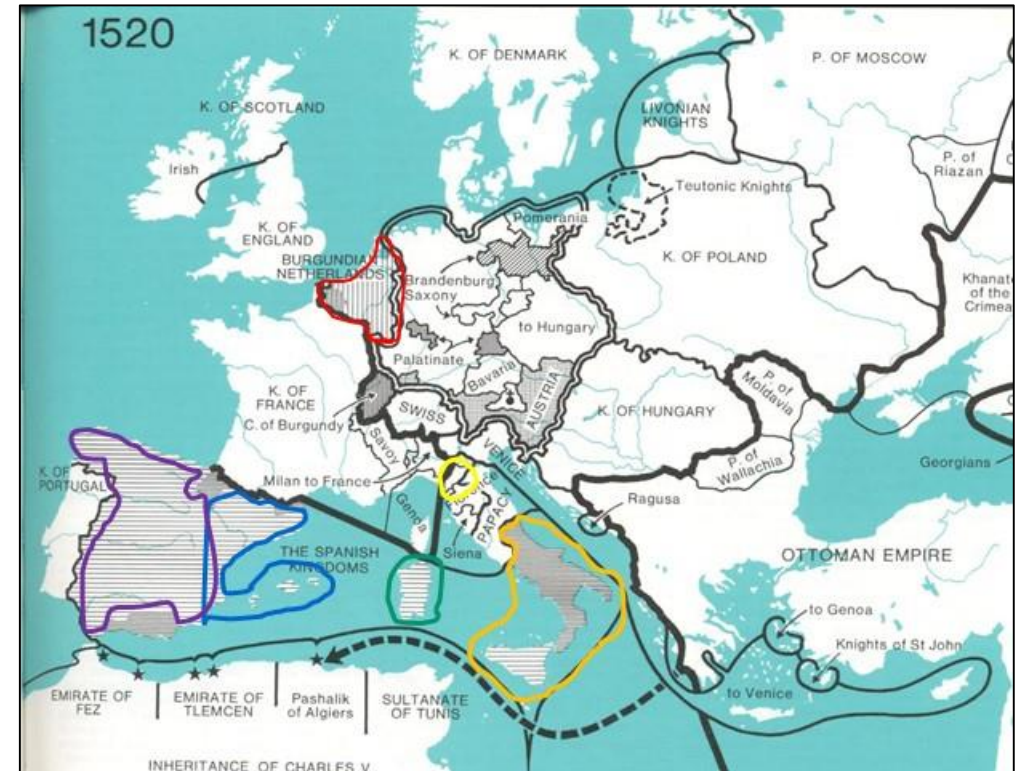 1520
K. OF DENMARK
P. OF MOSCOW
K. OF SCOTLAND
LIVONIAN
KNIGHTS
Irish
P. of
Riazan
Teutonic Knights
Pomerania
K. OF
ENGLAND
K. OF POLAND
BURGUNDIAN
NETHERLANDS
Brandenburg
Saxony
Khanat
of the
Crimea
to Hungary
Palatinate
Bavaria
AUSTRIA
P. of
Moldavia
K. OF
FRANCE
C. of Burgundy
SWISS
K. OF HUNGARY
Savoy
VENICE
P. of
Wallachia
Georgians
K. OF
PORTUGAL
Milan to France
Genoa
PAPACY
Ragusa
Siena
THE SPANISH
KINGDOMS
OTTOMAN EMPIRE
to Genoa
Knights of St John
to Venice
EMIRATE OF
FEZ
EMIRATE OF
TLEMCEN
Pashalik
of Algiers
SULTANATE
OF TUNIS
INHERITANCE OF CHARLES V